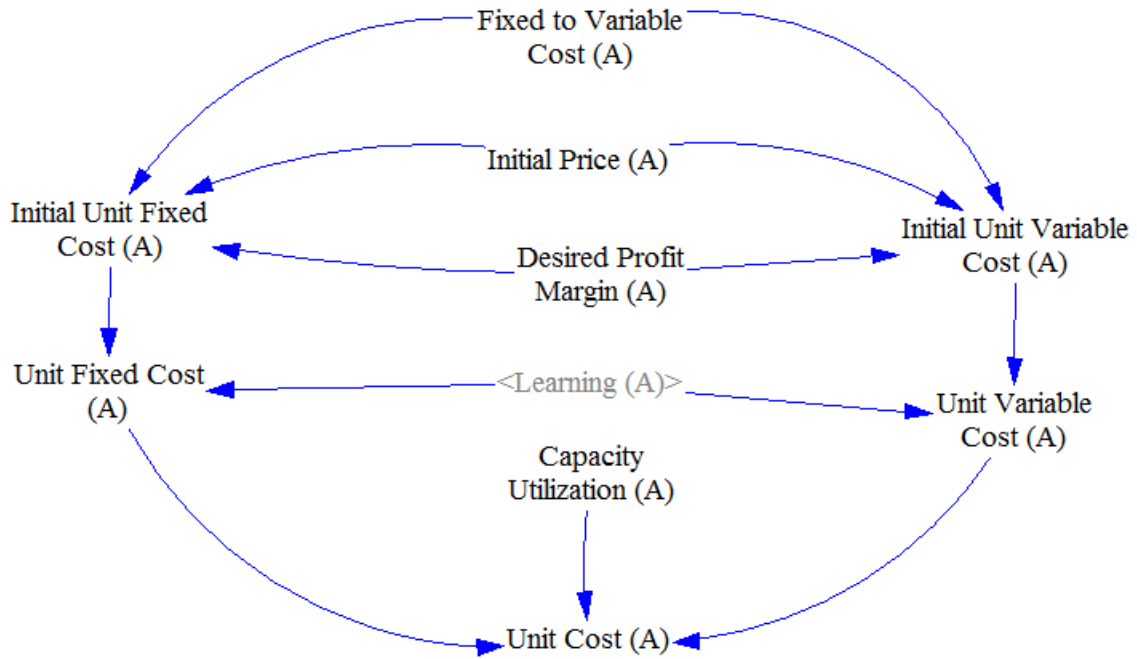 Fixed to Variable
Cost (A)
Initial Price (A)
Initial Unit Fixed
Cost (A)
Initial Unit Variable
Cost (A)
Desired Profit
Margin (A)
Unit Fixed Cost
(A)
<Learning (A)>
Unit Variable
Cost (A)
Capacity
Utilization (A)
Unit Cost (A)